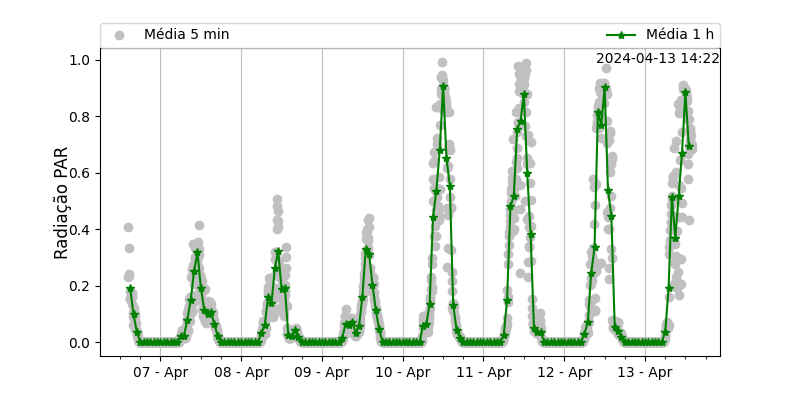 Média 5 min
Média 1 h
2024-04-13 14:22
Radiação PAR
1.0
0.8
0.6
0.4
0.2
0.0
07 - Apr
08 - Apr
09 - Apr
10 - Apr
11 - Apr
12 - Apr
13 - Apr